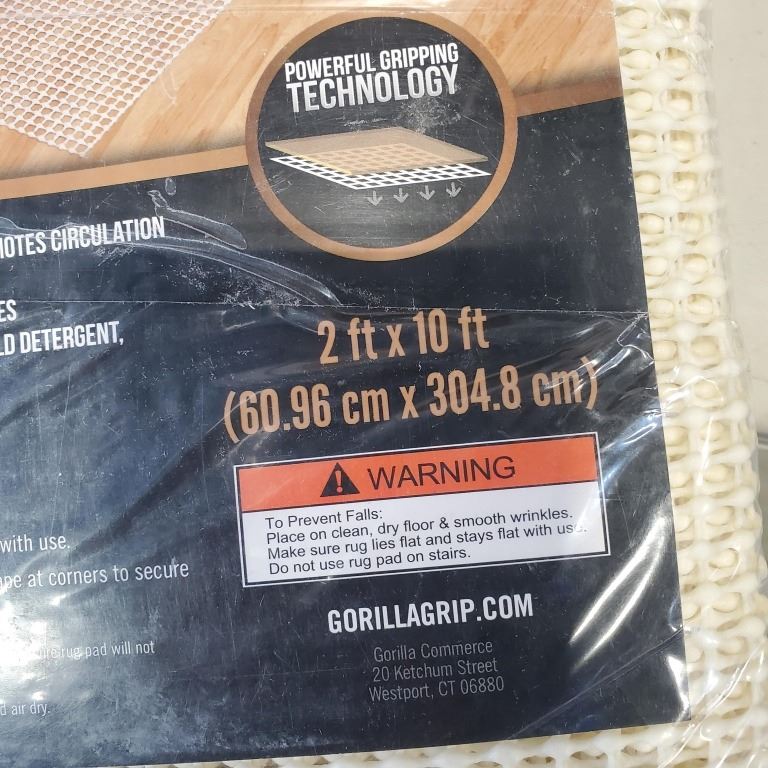 POWERFUL GRIPPING
TECHNOLOGY
OTES CIRCULATION
ES
LD DETERGENT,
2 ft x 10 ft
(60.96 cm x 304.8 cm)
WARNING
To Prevent Falls:
Place on clean, dry floor & smooth wrinkles.
Make sure rug lies flat and stays flat with use.
Do not use rug pad on stairs.
with use.
pe at corners to secure
rug pad will not
d air dry.
GORILLAGRIP.COM
Gorilla Commerce
20 Ketchum Street
Westport, CT 06880